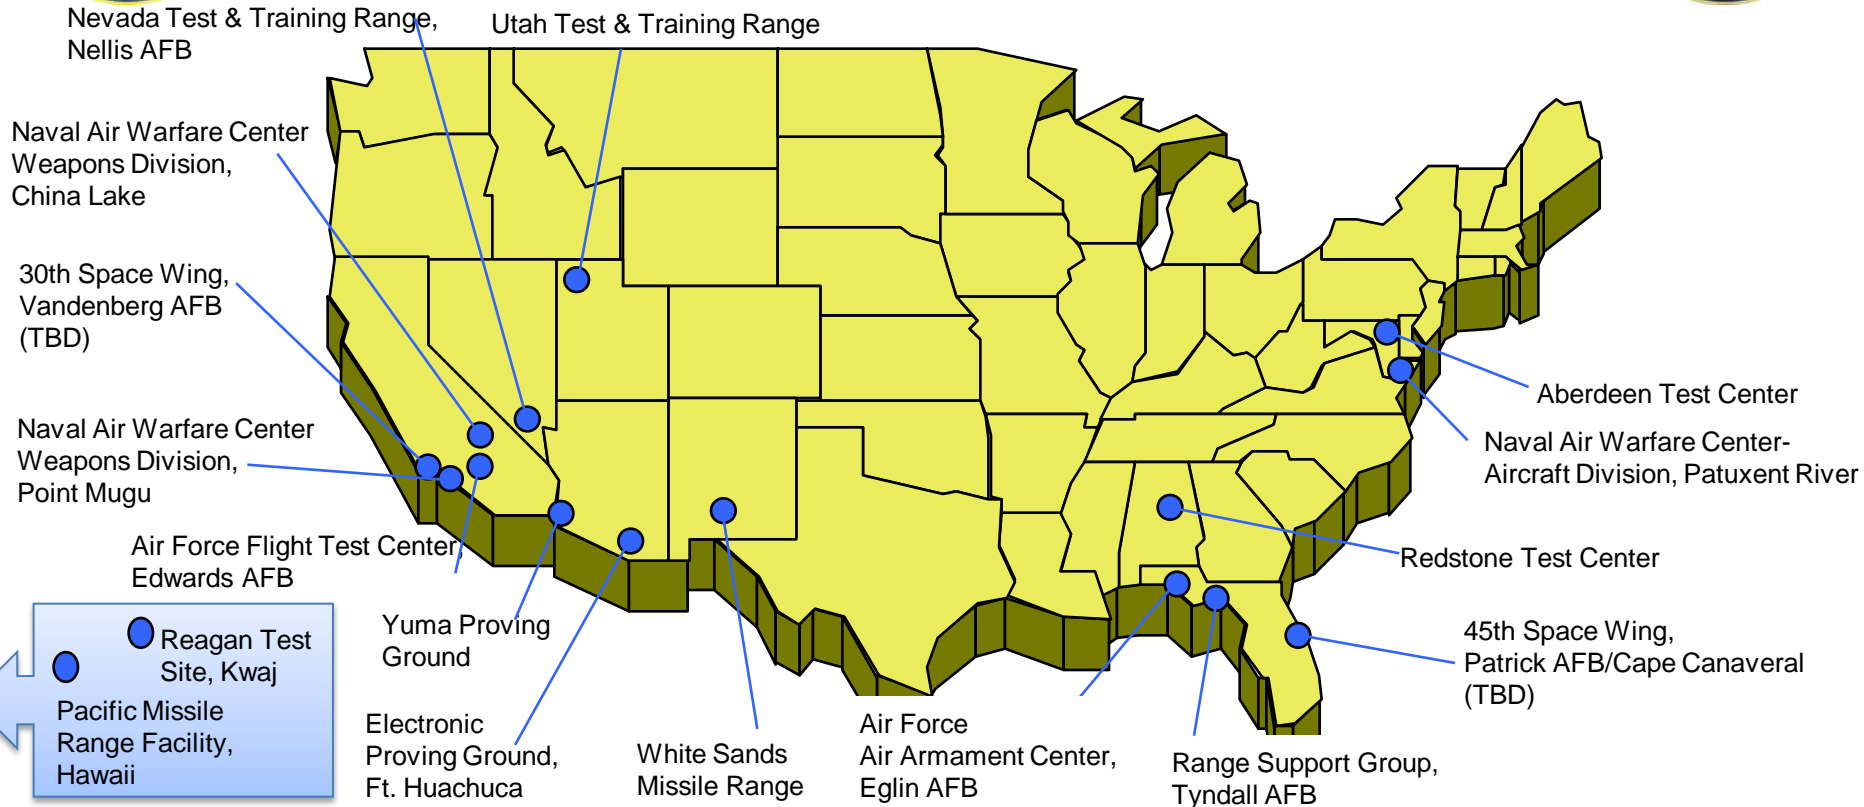 Nevada Test & Training Range,
Nellis AFB
Utah Test & Training Range
Naval Air Warfare Center
Weapons Division,
China Lake
30th Space Wing,
Vandenberg AFB
(TBD)
Naval Air Warfare Center
Weapons Division,
Point Mugu
Air Force Flight Test Center,
Edwards AFB
Reagan Test
Site, Kwaj
Pacific Missile
Range Facility,
Hawaii
Yuma Proving
Ground
Electronic
Proving Ground,
Ft. Huachuca
White Sands
Missile Range
Air Force
Air Armament Center,
Eglin AFB
Range Support Group,
Tyndall AFB
45th Space Wing,
Patrick AFB/Cape Canaveral
(TBD)
Redstone Test Center
Naval Air Warfare Center-
Aircraft Division, Patuxent River
Aberdeen Test Center